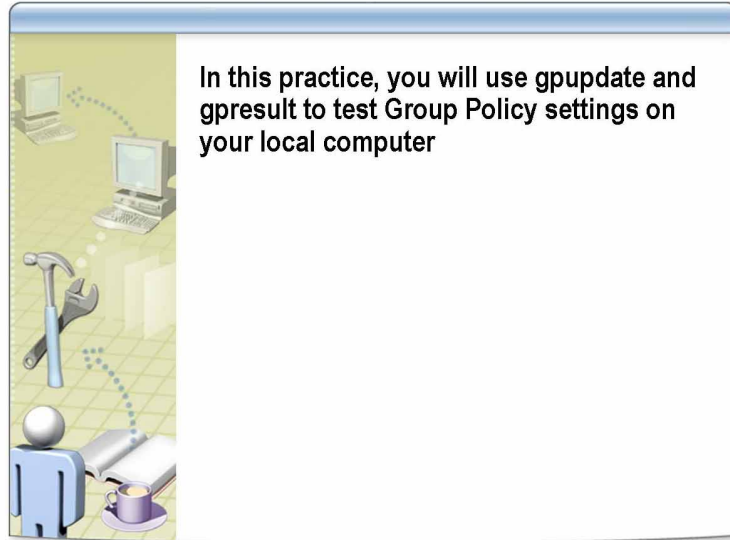 In this practice, you will use gpupdate and
gpresult to test Group Policy settings on
your local computer